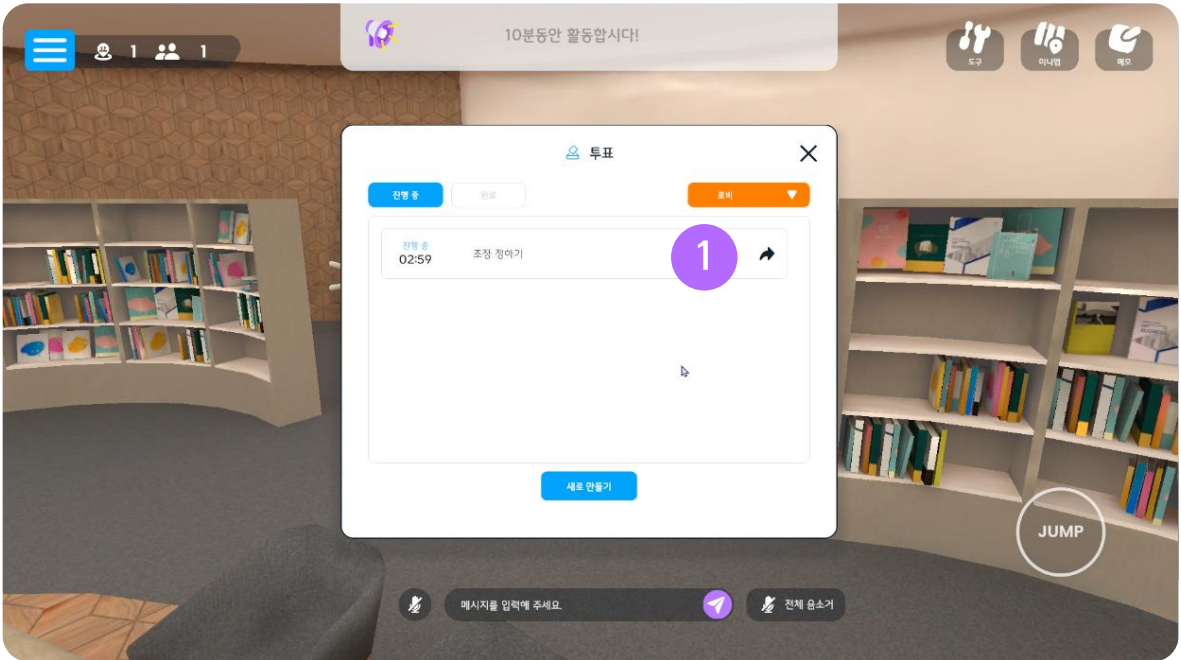 1 1
10분동안 활동합시다!
도구
미니맵
메모
투표
진행 중
완료
로비
진행 중
02:59
조장 정하기
1
새로 만들기
JUMP
메시지를 입력해 주세요.
전체 음소거